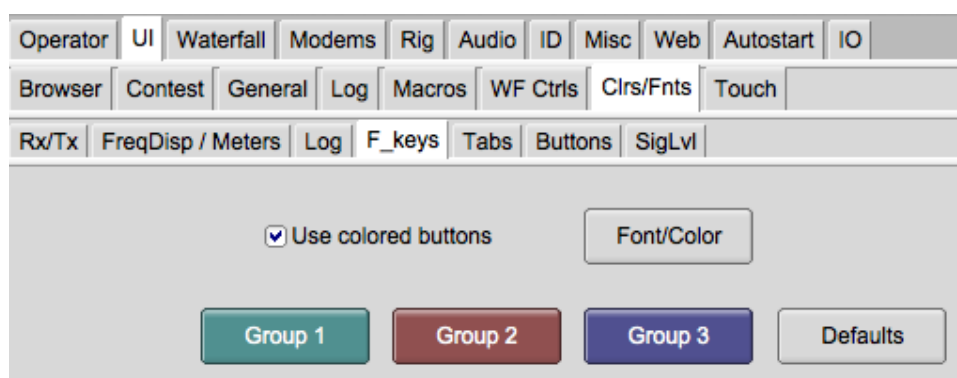 Operator UI Waterfall Modems Rig Audio ID Misc Web Autostart IO
Browser Contest General Log Macros WF Ctrls Clrs/Fnts Touch
Rx/Tx FreqDisp / Meters Log F_keys Tabs Buttons SigLvl
Use colored buttons Font/Color
Group 1 Group 2 Group 3 Defaults